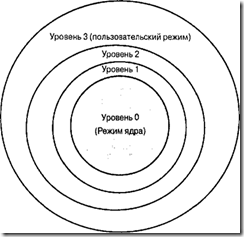 Уровень 3 (пользовательский режим)
Уровень 2
Уровень 1
Уровень 0
(Режим ядра)